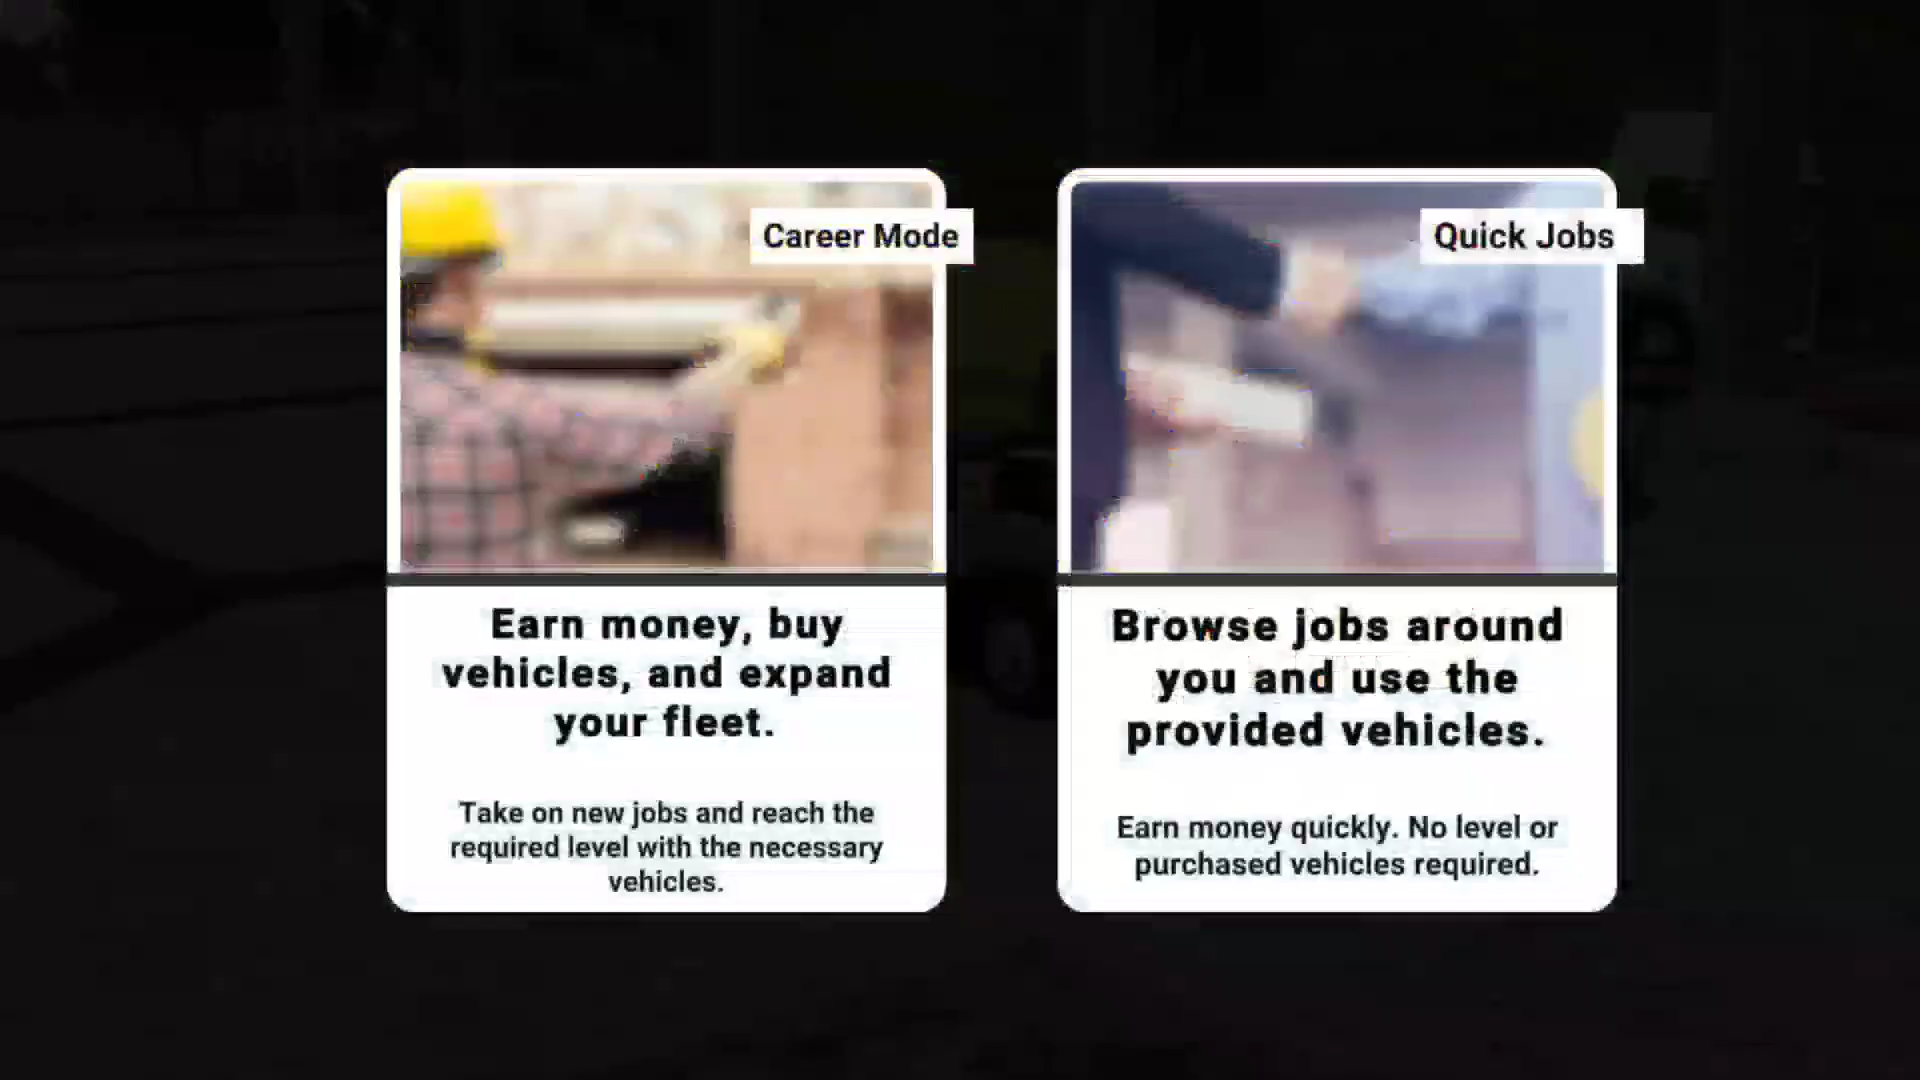 Career Mode
Earn money, buy
vehicles, and expand
your fleet.
Take on new jobs and reach the
required level with the necessary
vehicles.
Quick Jobs
Browse jobs around
you and use the
provided vehicles.
Earn money quickly. No level or
purchased vehicles required.